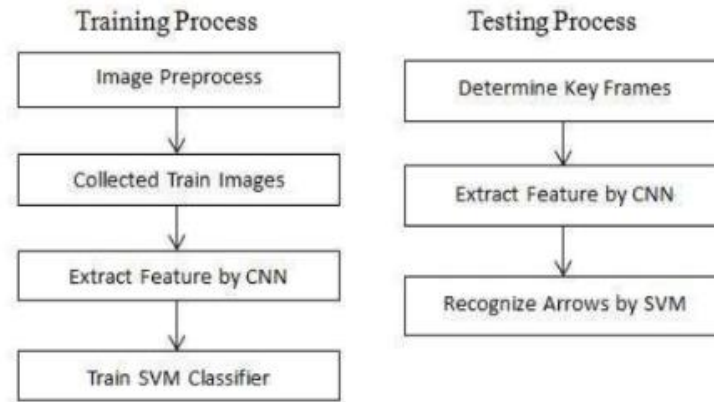 Training Process
Image Preprocess
Collected Train Images
Extract Feature by CNN
Train SVM Classifier
Testing Process
Determine Key Frames
Extract Feature by CNN
Recognize Arrows by SVM